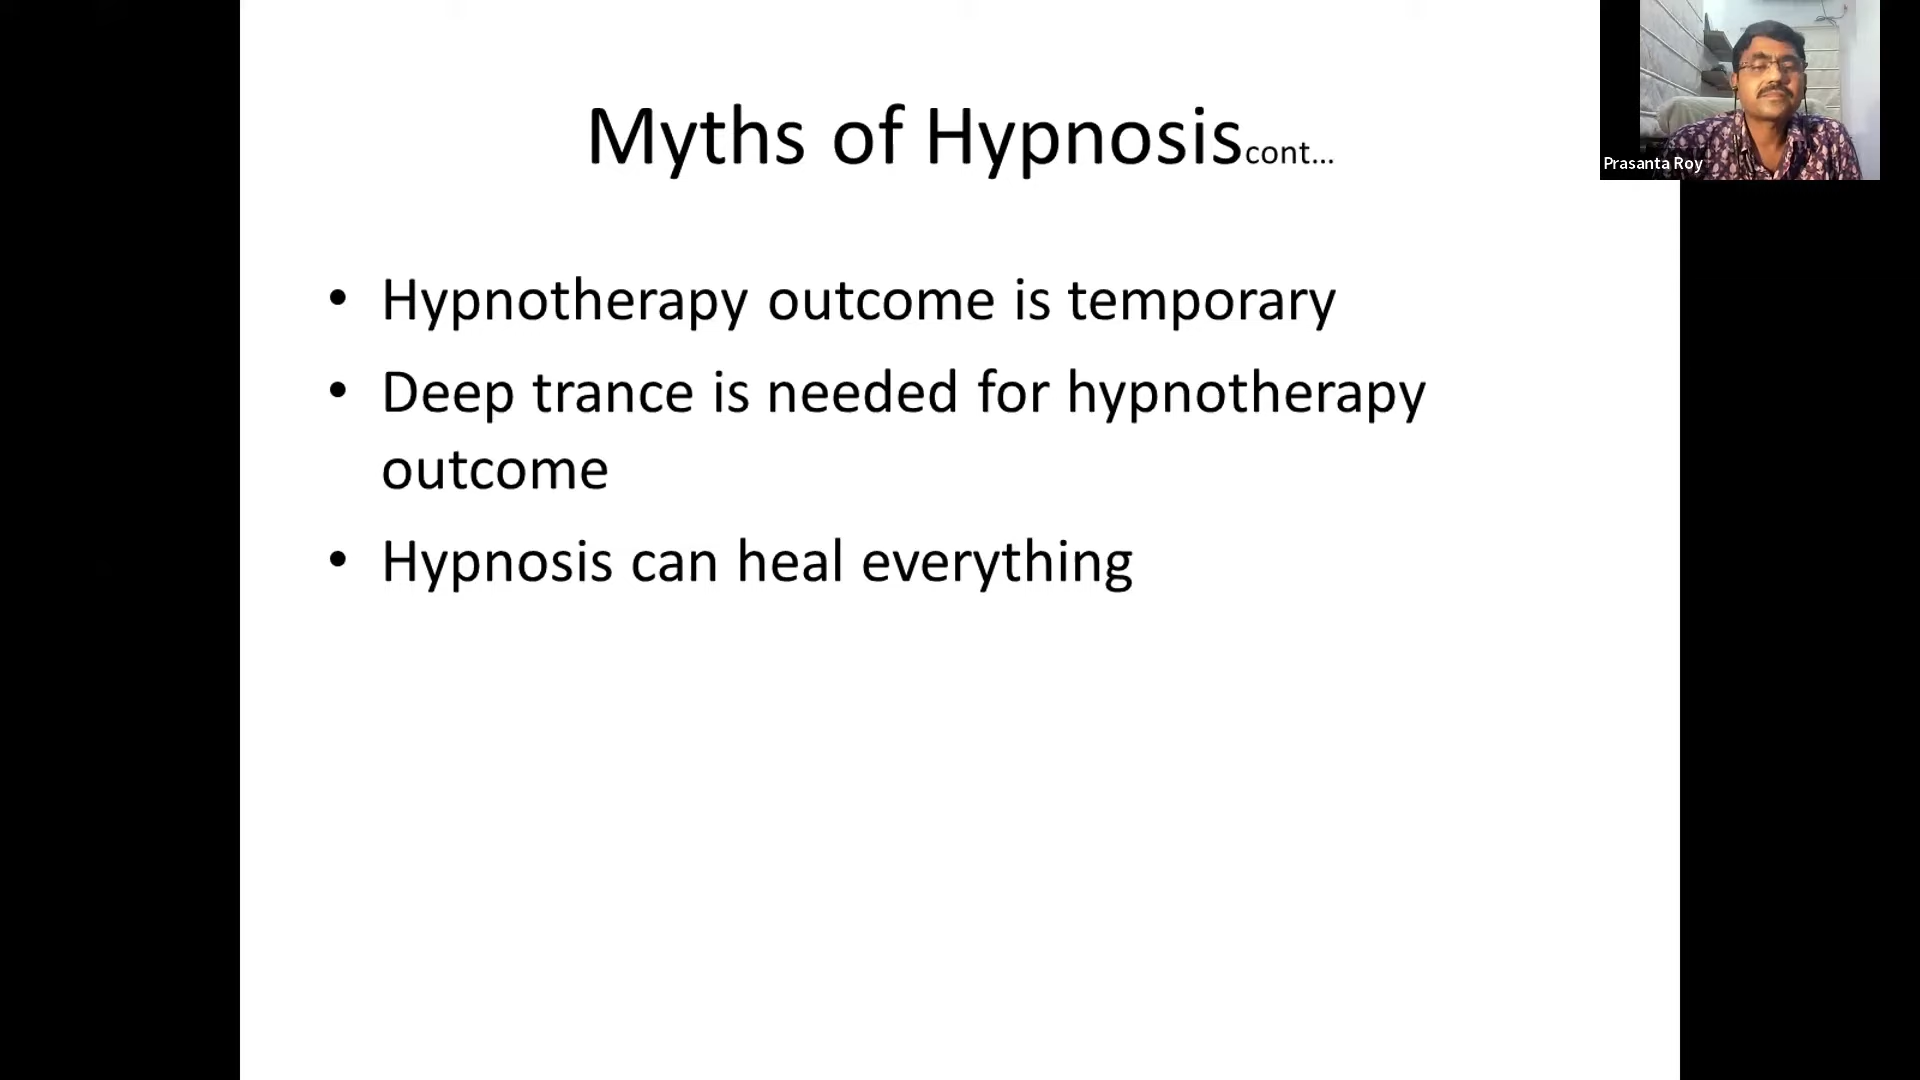 Myths of Hypnosiscont...
Prasanta Roy
• Hypnotherapy outcome is temporary
• Deep trance is needed for hypnotherapy
outcome
• Hypnosis can heal everything